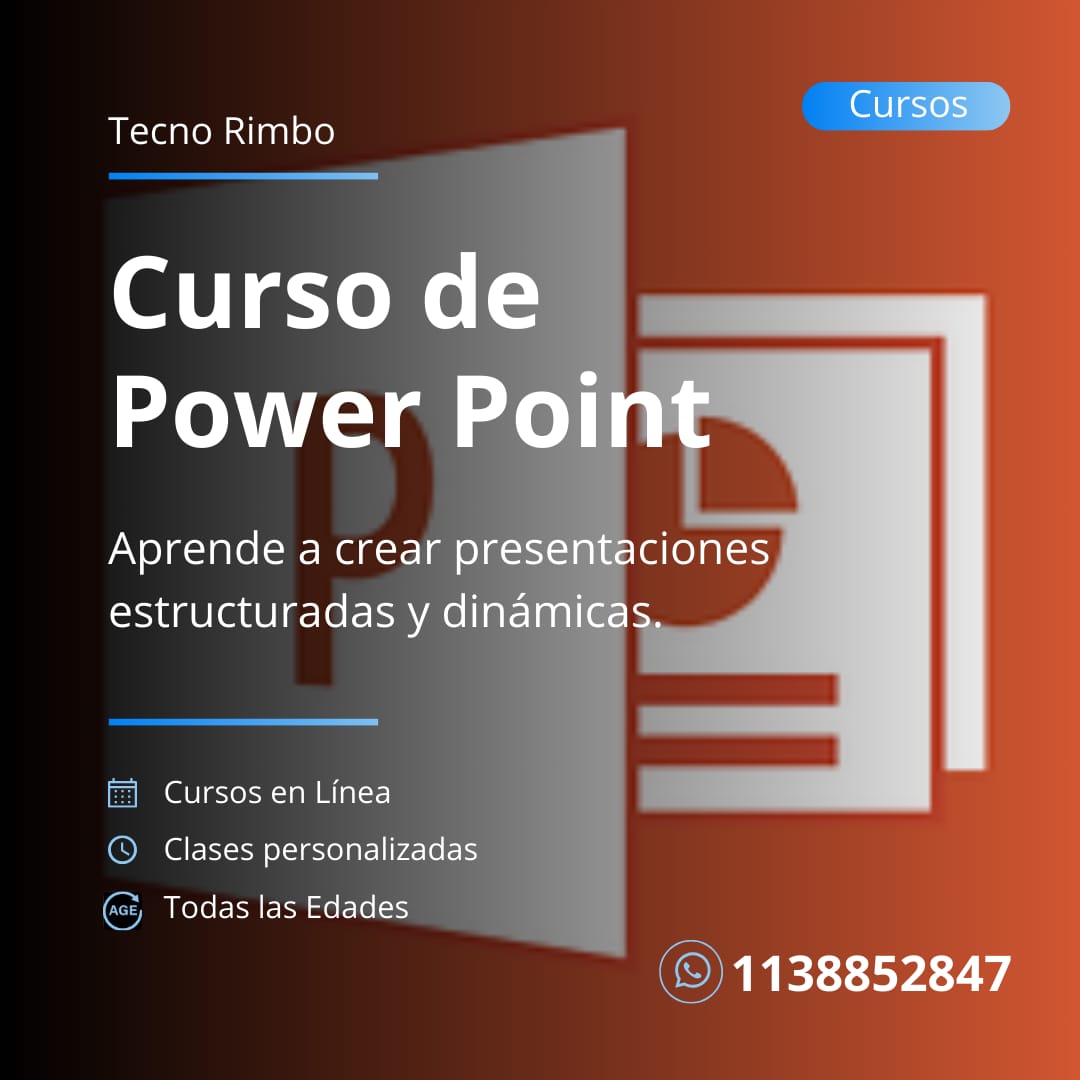 Cursos
Tecno Rimbo
Curso de
Power Point
P
Aprende a crear presentaciones
estructuradas y dinámicas.
Cursos en Línea
Clases personalizadas
AGE
Todas las Edades
1138852847